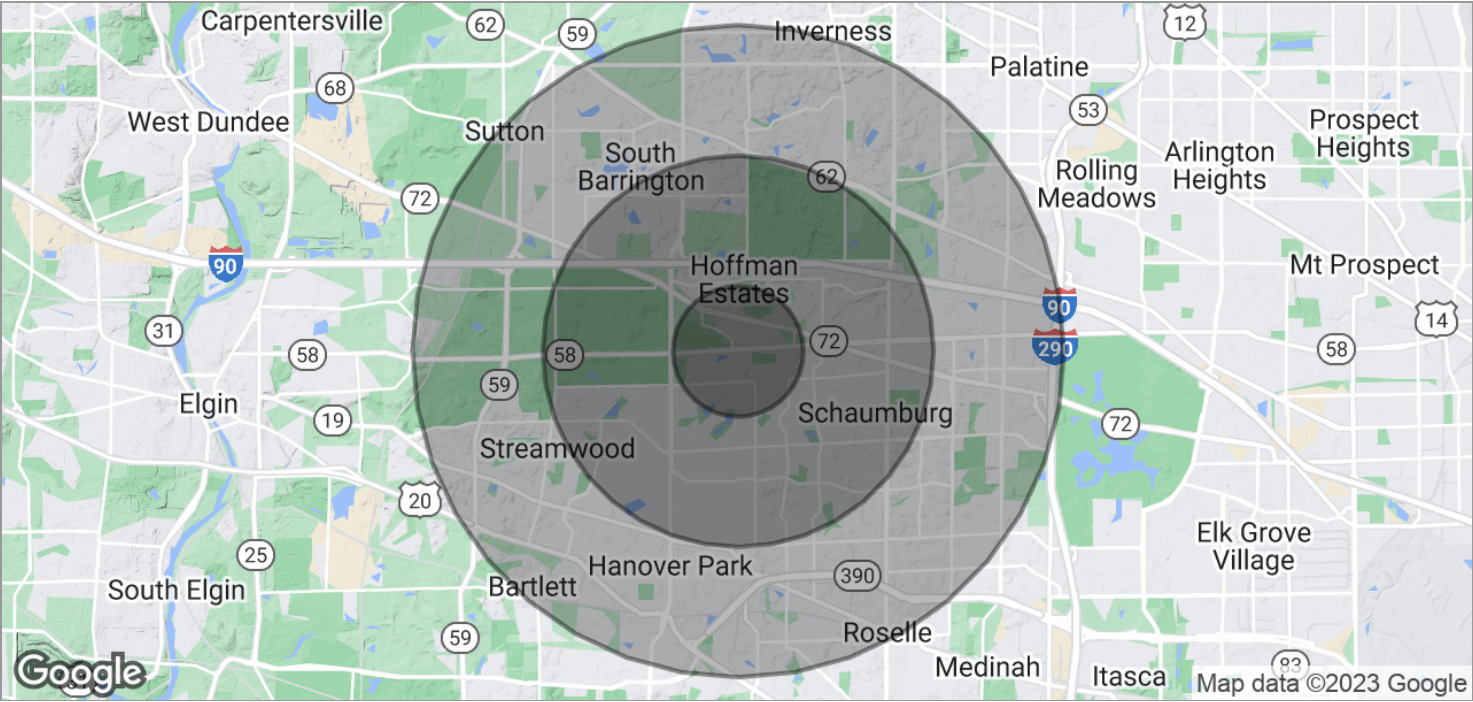 Carpentersville
62
59
Inverness
12
Palatine
68
53
West Dundee
Sutton
South
Barrington
62
Rolling
Meadows
Arlington
Heights
Prospect
Heights
72
90
Hoffman
Estates
Mt Prospect
90
14
31
58
58
72
290
58
59
Elgin
19
Schaumburg
72
Streamwood
20
25
Hanover Park
390
Elk Grove
Village
South Elgin
Bartlett
59
Roselle
Medinah
Itasca
83
Google
Map data ©2023 Google